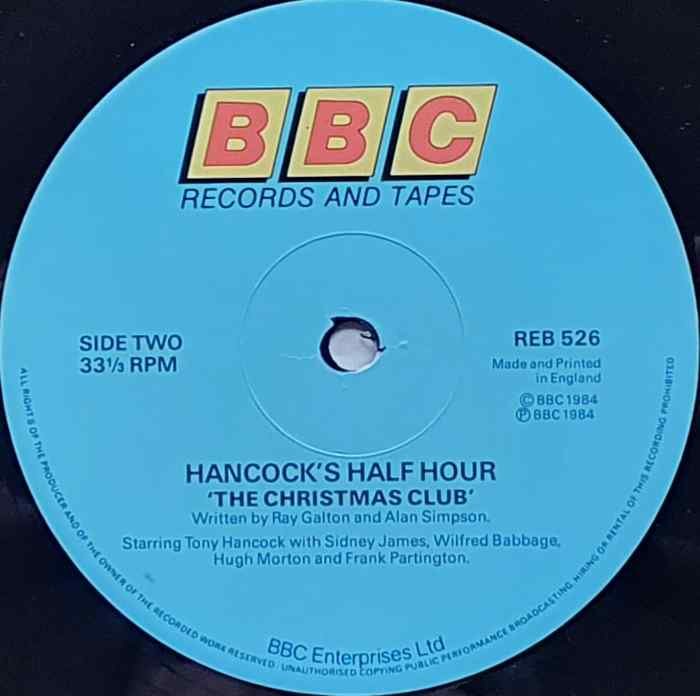 BBC
RECORDS AND TAPES
SIDE TWO
33⅓ RPM
REB 526
Made and Printed
in England
© BBC 1984
℗ BBC 1984
HANCOCK'S HALF HOUR
'THE CHRISTMAS CLUB'
Written by Ray Galton and Alan Simpson.
Starring Tony Hancock with Sidney James, Wilfred Babbage,
Hugh Morton and Frank Partington.
BBC Enterprises Ltd
ALL RIGHTS OF THE PRODUCER AND OF THE OWNER OF THE RECORDED WORK RESERVED. UNAUTHORISED COPYING PUBLIC PERFORMANCE BROADCASTING, HIRING OR RENTAL OF THIS RECORDING PROHIBITED